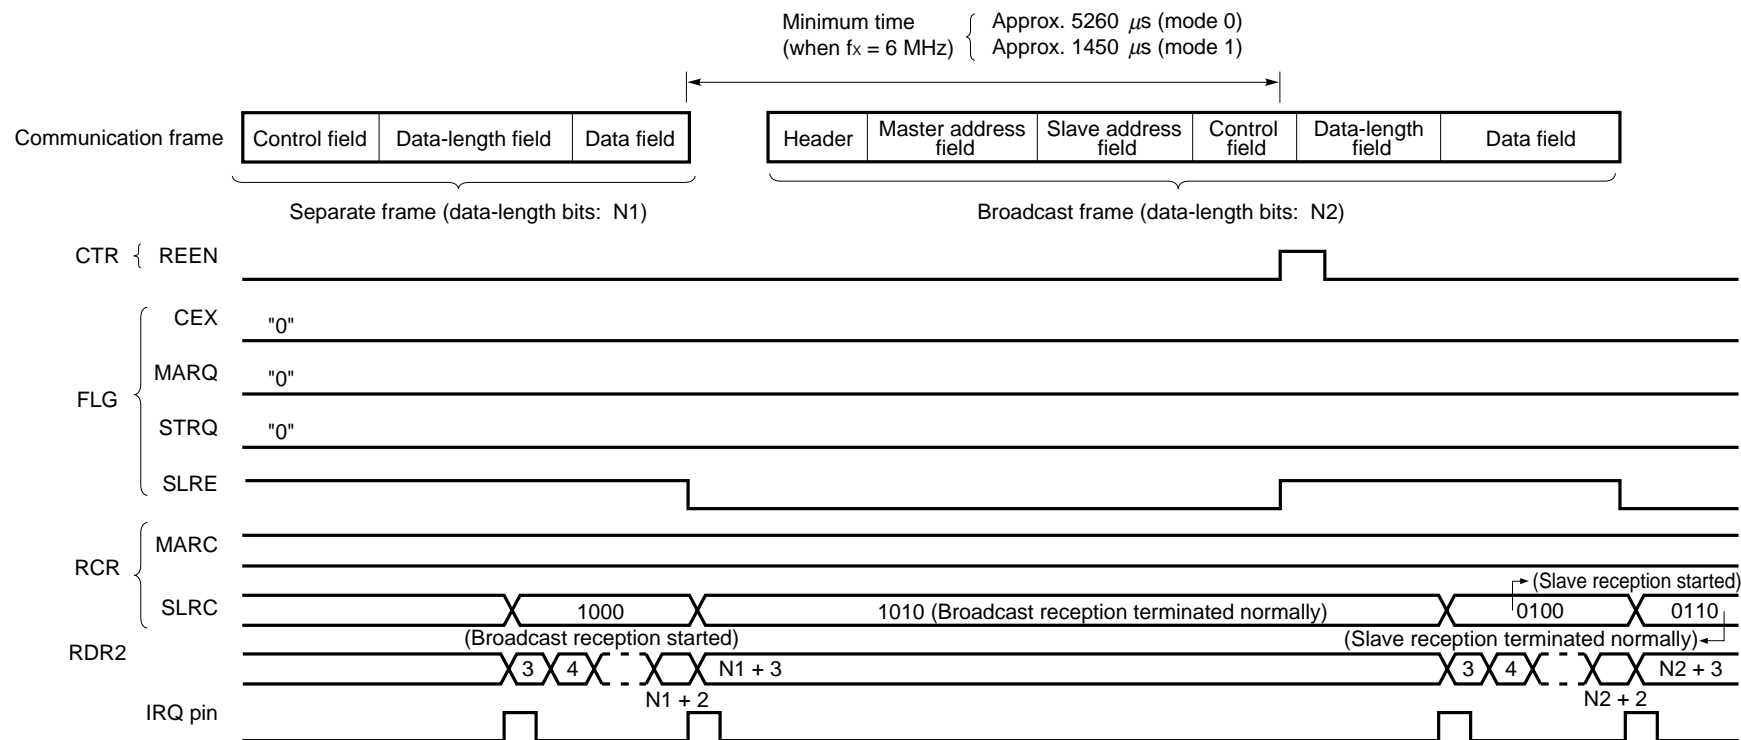 Minimum time
(when fx = 6 MHz)
Approx. 5260 μs (mode 0)
Approx. 1450 μs (mode 1)
Communication frame
Control field
Data-length field
Data field
Header
Master address
field
Slave address
field
Control
field
Data-length
field
Data field
Separate frame (data-length bits: N1)
Broadcast frame (data-length bits: N2)
CTR
REEN
FLG
CEX
"0"
MARQ
"0"
STRQ
"0"
SLRE
RCR
MARC
SLRC
1000
1010 (Broadcast reception terminated normally)
(Slave reception started)
0100
0110
(Broadcast reception started)
(Slave reception terminated normally)
RDR2
3
4
N1 + 3
3
4
N2 + 3
N1 + 2
N2 + 2
IRQ pin